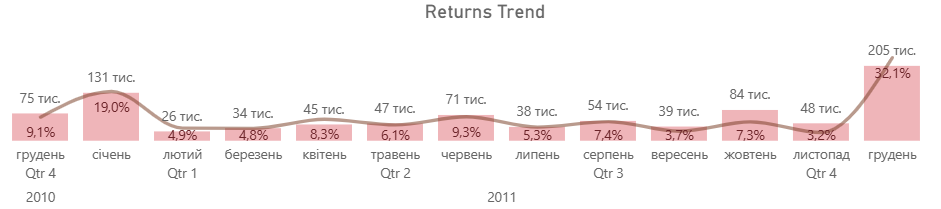 Returns Trend
75 тис. 131 тис. 26 тис. 34 тис. 45 тис. 47 тис. 71 тис. 38 тис. 54 тис. 39 тис. 84 тис. 48 тис. 205 тис.
9,1% 19,0% 4,9% 4,8% 8,3% 6,1% 9,3% 5,3% 7,4% 3,7% 7,3% 3,2% 32,1%
грудень січень лютий березень квітень травень червень липень серпень вересень жовтень листопад грудень
Qtr 4 Qtr 1 Qtr 2 Qtr 3 Qtr 4
2010 2011